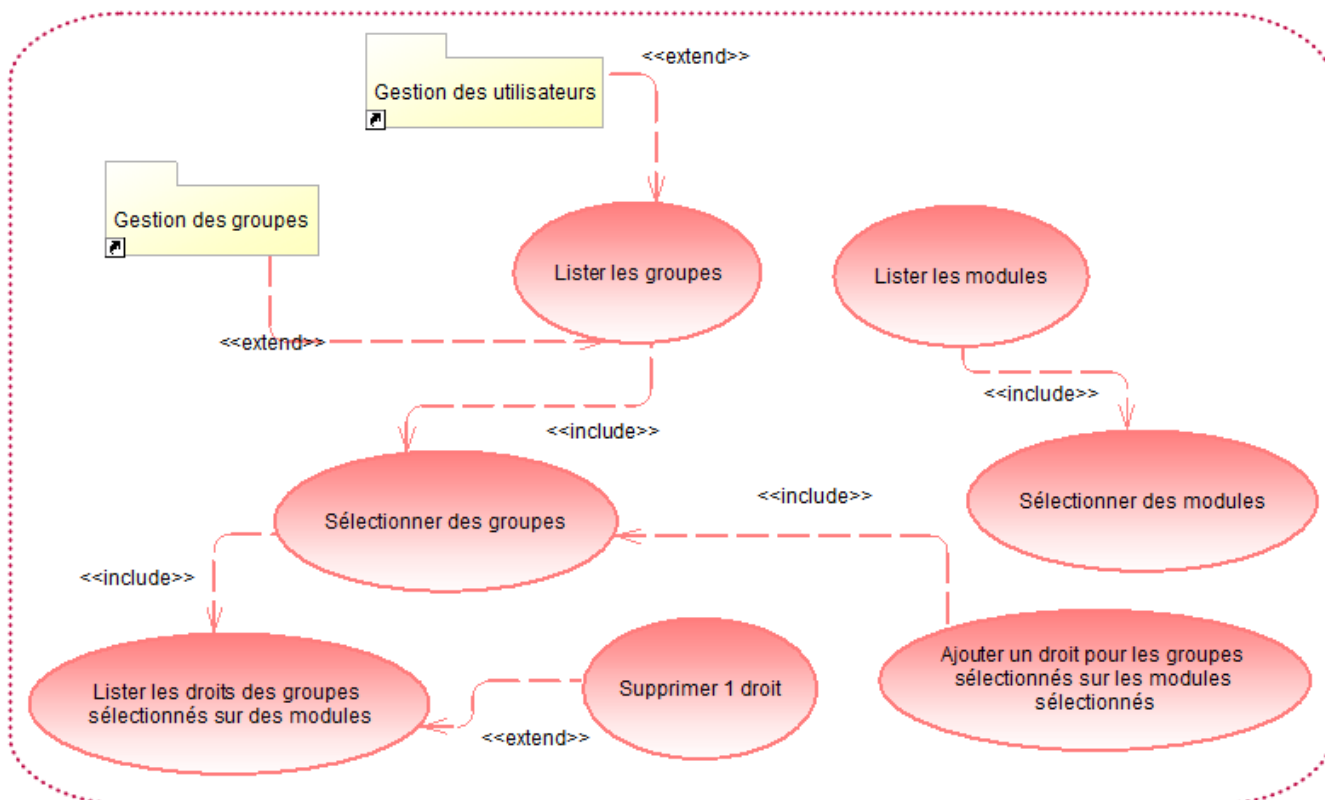 <<extend>>
Gestion des utilisateurs
Gestion des groupes
Lister les groupes
Lister les modules
<<extend>>
<<include>>
<<include>>
Sélectionner des modules
<<include>>
Sélectionner des groupes
<<include>>
Ajouter un droit pour les groupes
sélectionnés sur les modules
sélectionnés
Supprimer 1 droit
Lister les droits des groupes
sélectionnés sur des modules
<<extend>>